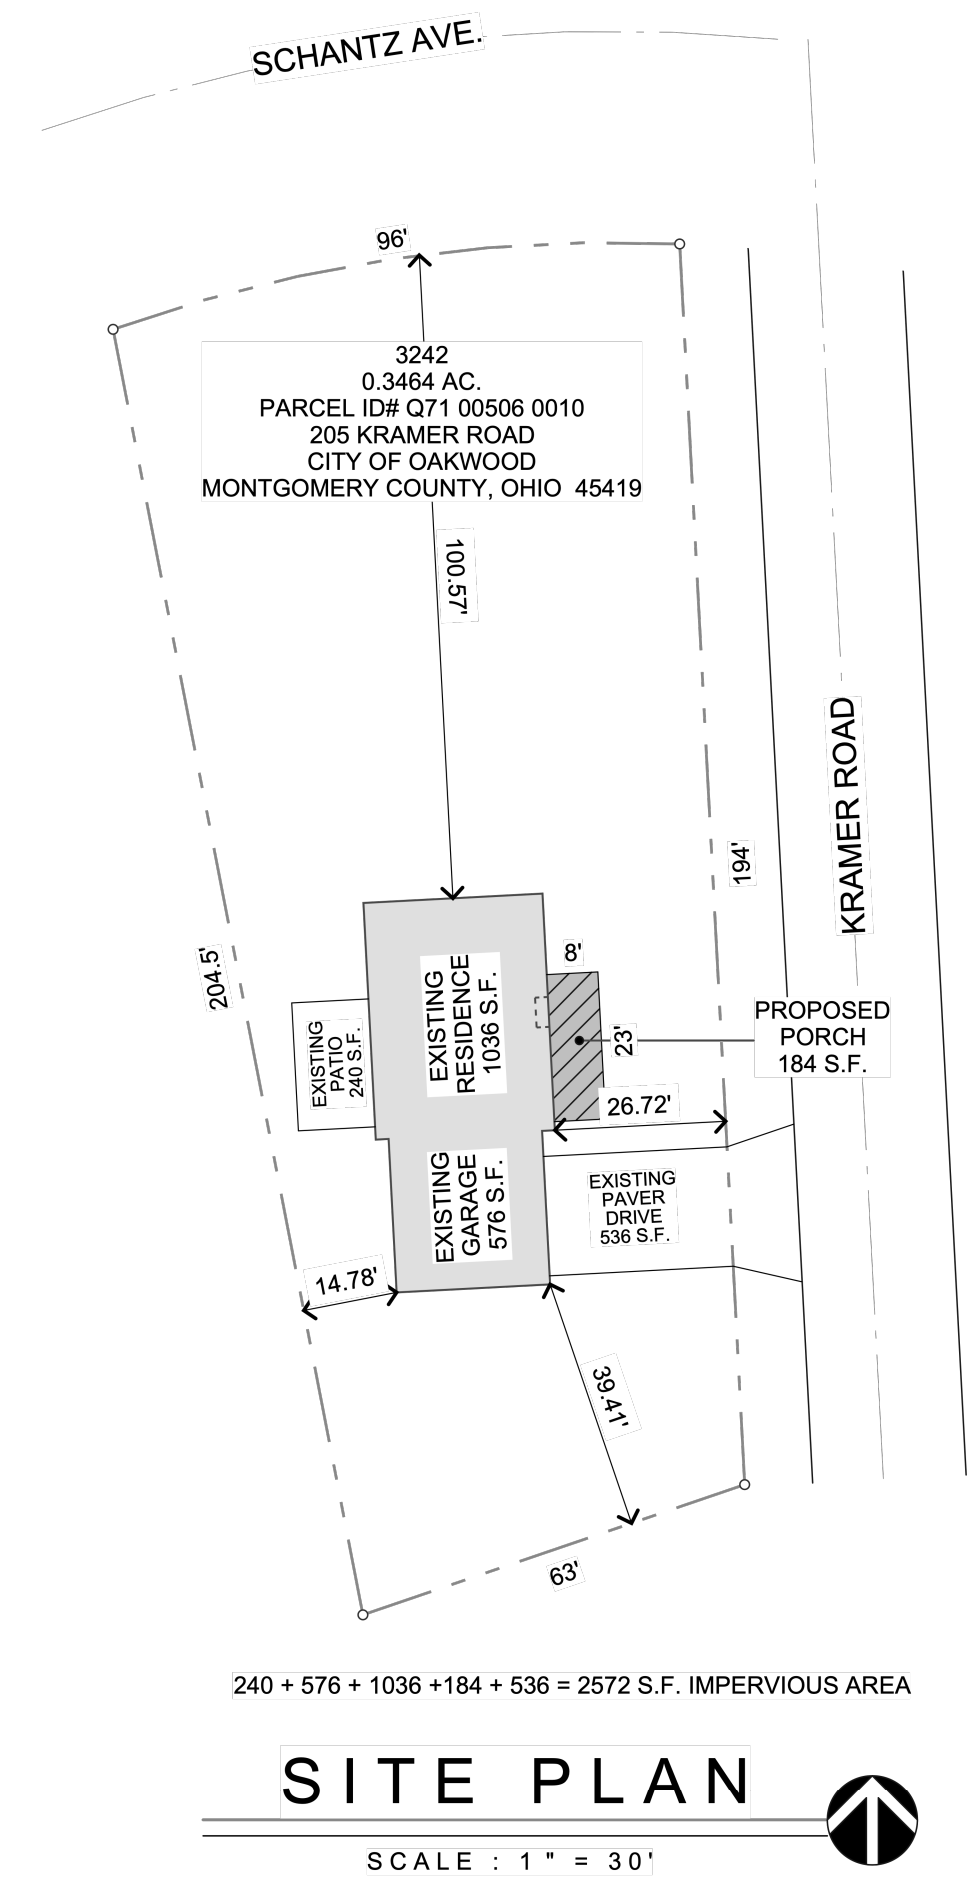 SCHANTZ AVE.
96'
3242
0.3464 AC.
PARCEL ID# Q71 00506 0010
205 KRAMER ROAD
CITY OF OAKWOOD
MONTGOMERY COUNTY, OHIO  45419
100.57'
KRAMER ROAD
194'
204.5'
8'
EXISTING
RESIDENCE
1036 S.F.
EXISTING
PATIO
240 S.F.
23'
PROPOSED
PORCH
184 S.F.
26.72'
EXISTING
GARAGE
576 S.F.
EXISTING
PAVER
DRIVE
536 S.F.
14.78'
39.41'
63'
240 + 576 + 1036 +184 + 536 = 2572 S.F. IMPERVIOUS AREA
SITE PLAN
SCALE : 1" = 30'